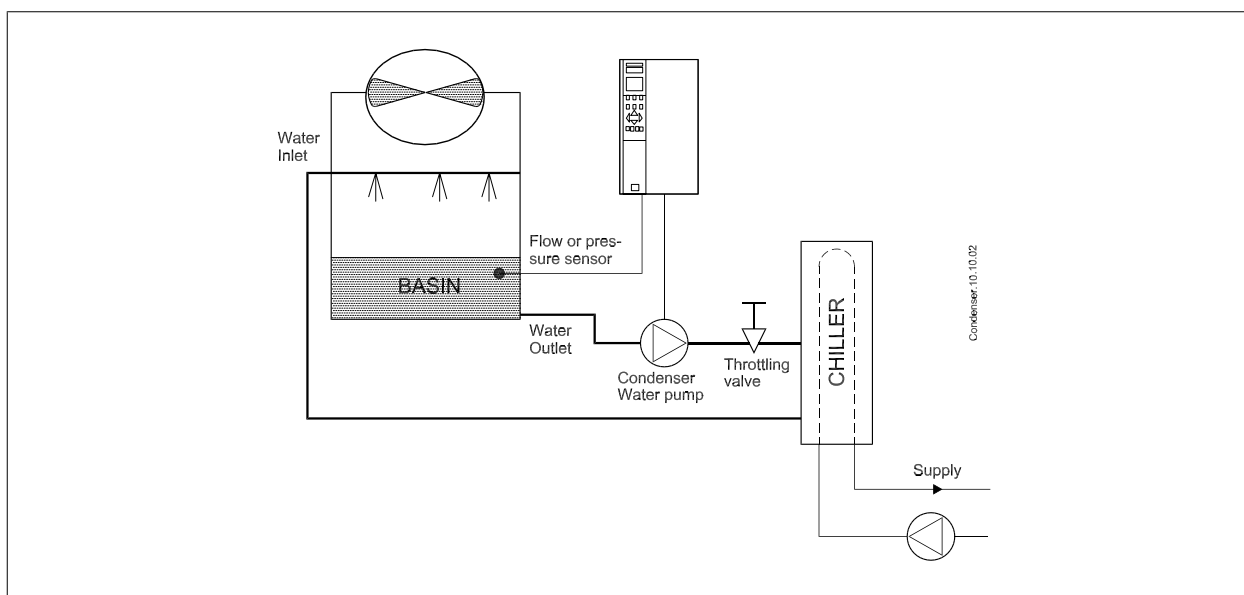 Water
Inlet
Flow or pres-
sure sensor
BASIN
Water
Outlet
Condenser
Water pump
Throttling
valve
CHILLER
Supply
Condenser.10.10.02